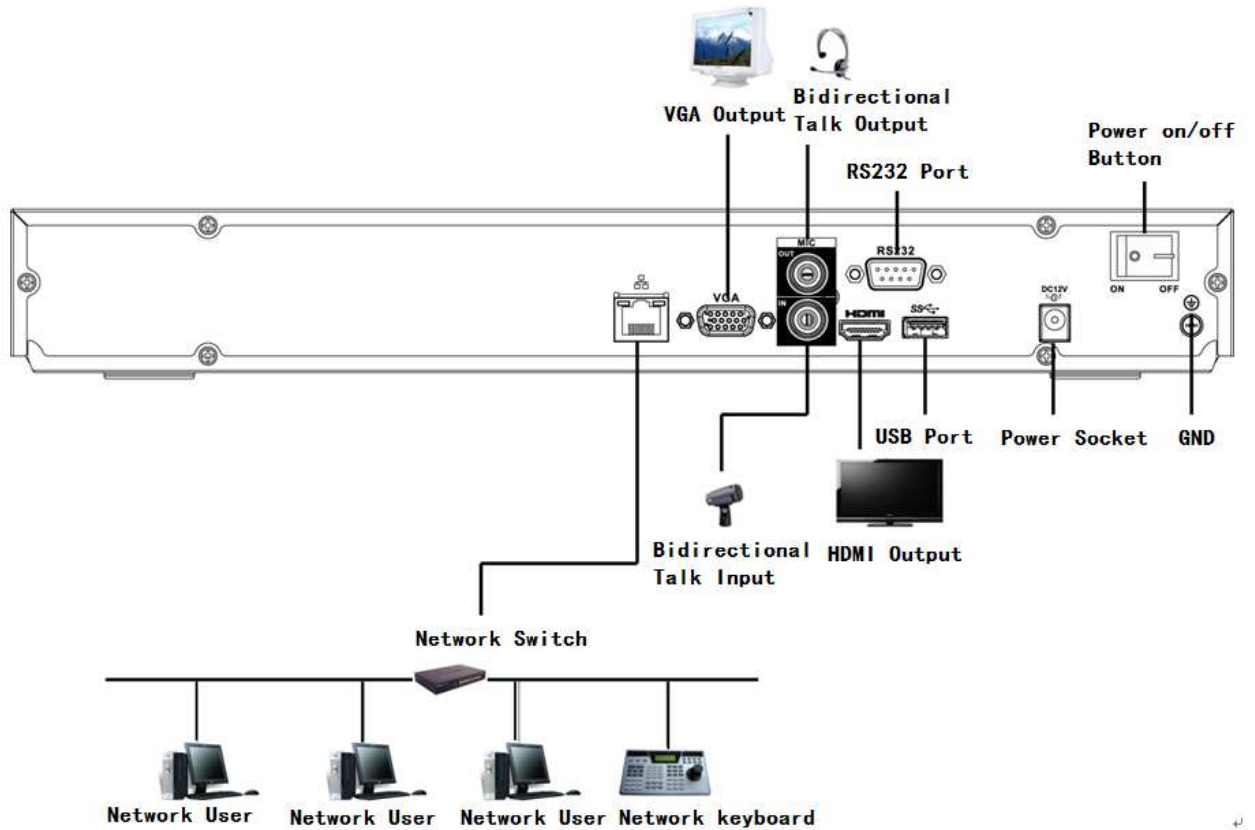 VGA Output
Bidirectional
Talk Output
RS232 Port
Power on/off
Button
MIC
OUT
IN
RS232
VGA
HDMI
SS
DC12V
ON OFF
USB Port
Power Socket
GND
Bidirectional
Talk Input
HDMI Output
Network Switch
Network User
Network User
Network User
Network keyboard